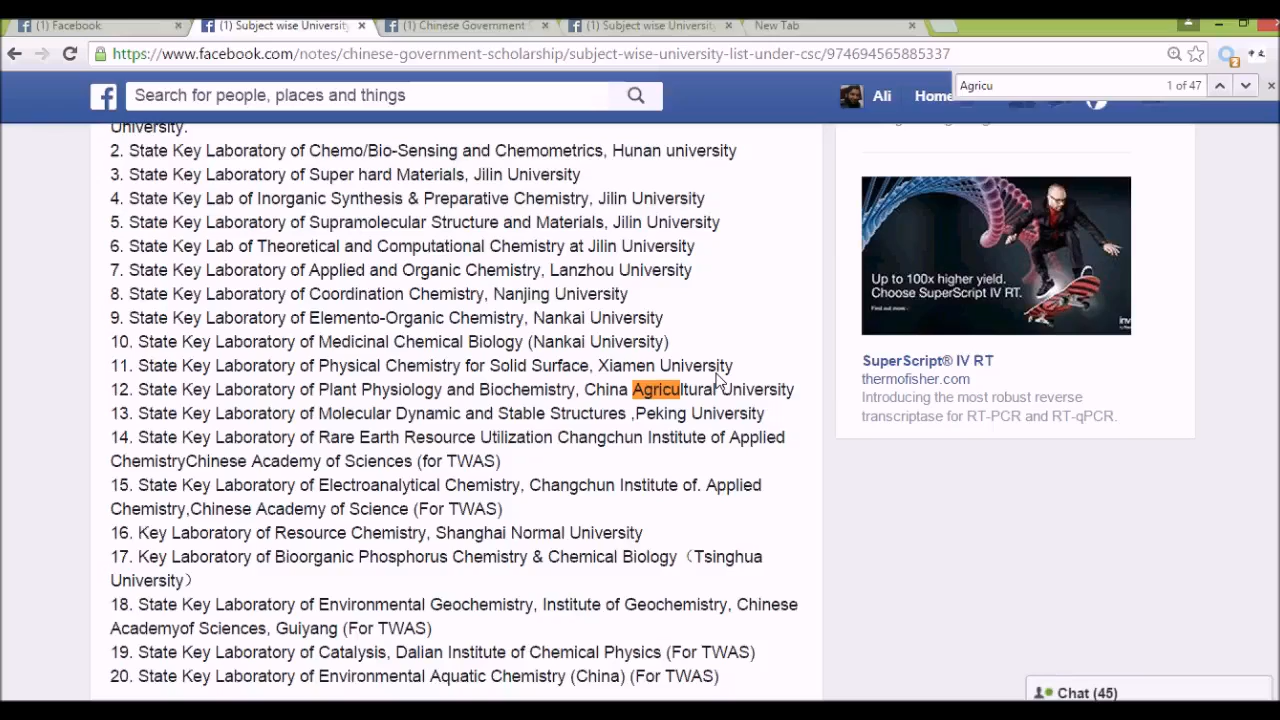 (1) Facebook
(1) Subject wise University
(1) Chinese Government
(1) Subject wise University
New Tab
https://www.facebook.com/notes/chinese-government-scholarship/subject-wise-university-list-under-csc/974694565885337
2
Agricu
1 of 47
Search for people, places and things
Ali
Home
University.
2. State Key Laboratory of Chemo/Bio-Sensing and Chemometrics, Hunan university
3. State Key Laboratory of Super hard Materials, Jilin University
4. State Key Lab of Inorganic Synthesis & Preparative Chemistry, Jilin University
5. State Key Laboratory of Supramolecular Structure and Materials, Jilin University
6. State Key Lab of Theoretical and Computational Chemistry at Jilin University
7. State Key Laboratory of Applied and Organic Chemistry, Lanzhou University
8. State Key Laboratory of Coordination Chemistry, Nanjing University
9. State Key Laboratory of Elemento-Organic Chemistry, Nankai University
10. State Key Laboratory of Medicinal Chemical Biology (Nankai University)
11. State Key Laboratory of Physical Chemistry for Solid Surface, Xiamen University
12. State Key Laboratory of Plant Physiology and Biochemistry, China Agricultural University
13. State Key Laboratory of Molecular Dynamic and Stable Structures ,Peking University
14. State Key Laboratory of Rare Earth Resource Utilization Changchun Institute of Applied
ChemistryChinese Academy of Sciences (for TWAS)
15. State Key Laboratory of Electroanalytical Chemistry, Changchun Institute of. Applied
Chemistry,Chinese Academy of Science (For TWAS)
16. Key Laboratory of Resource Chemistry, Shanghai Normal University
17. Key Laboratory of Bioorganic Phosphorus Chemistry & Chemical Biology（Tsinghua
University）
18. State Key Laboratory of Environmental Geochemistry, Institute of Geochemistry, Chinese
Academyof Sciences, Guiyang (For TWAS)
19. State Key Laboratory of Catalysis, Dalian Institute of Chemical Physics (For TWAS)
20. State Key Laboratory of Environmental Aquatic Chemistry (China) (For TWAS)
Up to 100x higher yield.
Choose SuperScript IV RT.
Find out more
inv
SuperScript® IV RT
thermofisher.com
Introducing the most robust reverse
transcriptase for RT-PCR and RT-qPCR.
Chat (45)